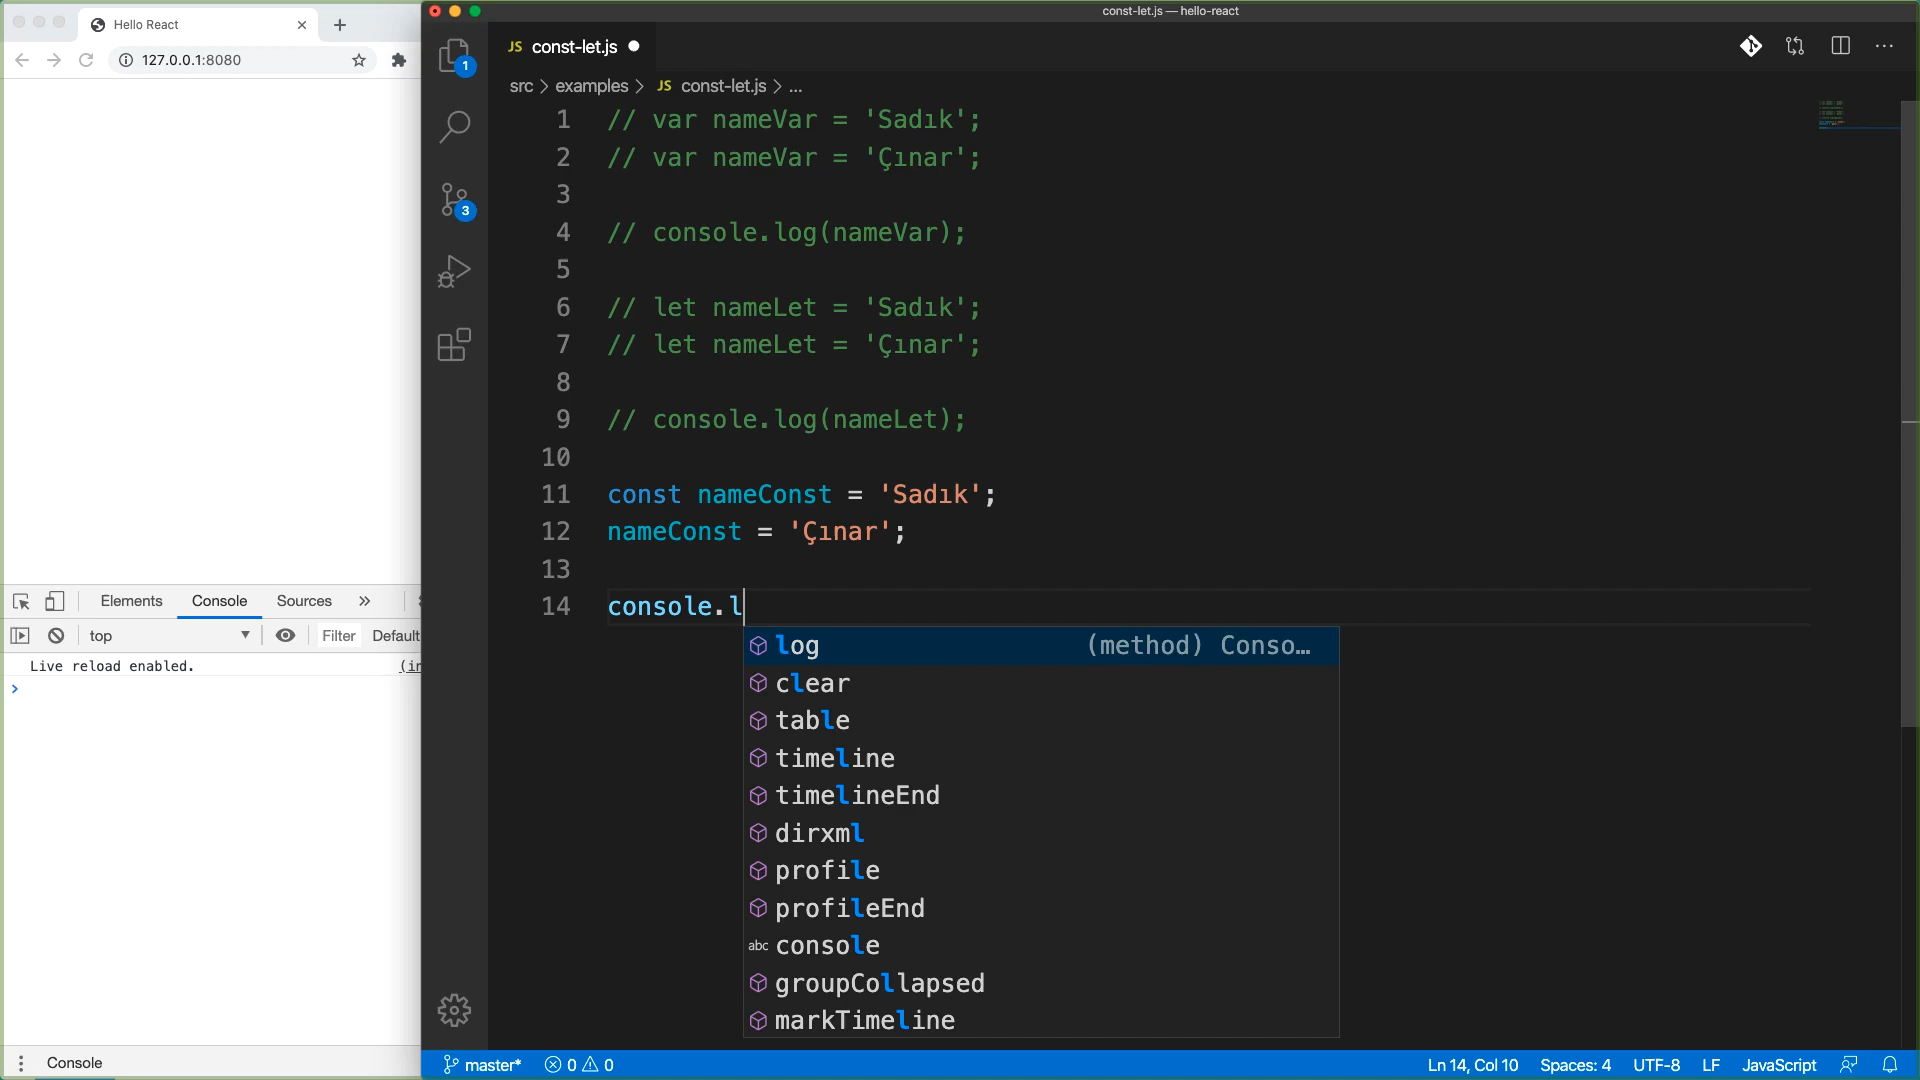 Hello React
127.0.0.1:8080
Elements
Console
Sources
top
Filter
Default
Live reload enabled.
(in
Console
const-let.js — hello-react
JS const-let.js
src > examples > JS const-let.js > ...
1
3
1 // var nameVar = 'Sadık';
2 // var nameVar = 'Çınar';
3
4 // console.log(nameVar);
5
6 // let nameLet = 'Sadık';
7 // let nameLet = 'Çınar';
8
9 // console.log(nameLet);
10
11 const nameConst = 'Sadık';
12 nameConst = 'Çınar';
13
14 console.l
log (method) Conso…
clear
table
timeline
timelineEnd
dirxml
profile
profileEnd
abc console
groupCollapsed
markTimeline
master* 0 0 Ln 14, Col 10 Spaces: 4 UTF-8 LF JavaScript